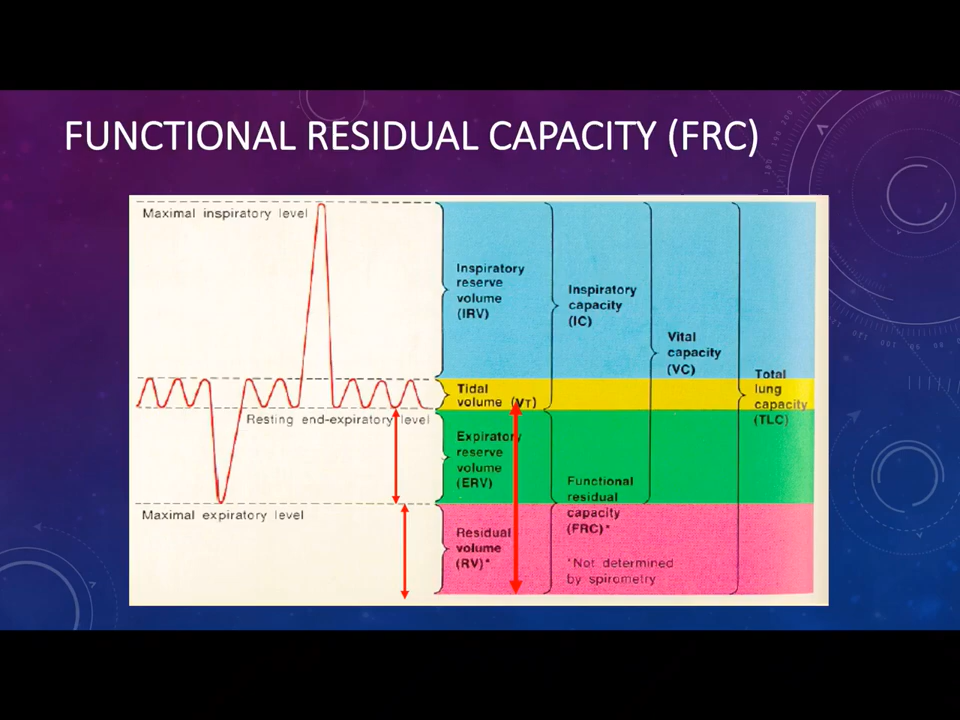 FUNCTIONAL RESIDUAL CAPACITY (FRC)
Maximal inspiratory level
Resting end-expiratory level
Maximal expiratory level
Inspiratory
reserve
volume
(IRV)
Tidal
volume (VT)
Expiratory
reserve
volume
(ERV)
Residual
volume
(RV)*
Inspiratory
capacity
(IC)
Functional
residual
capacity
(FRC)*
*Not determined
by spirometry
Vital
capacity
(VC)
Total
lung
capacity
(TLC)